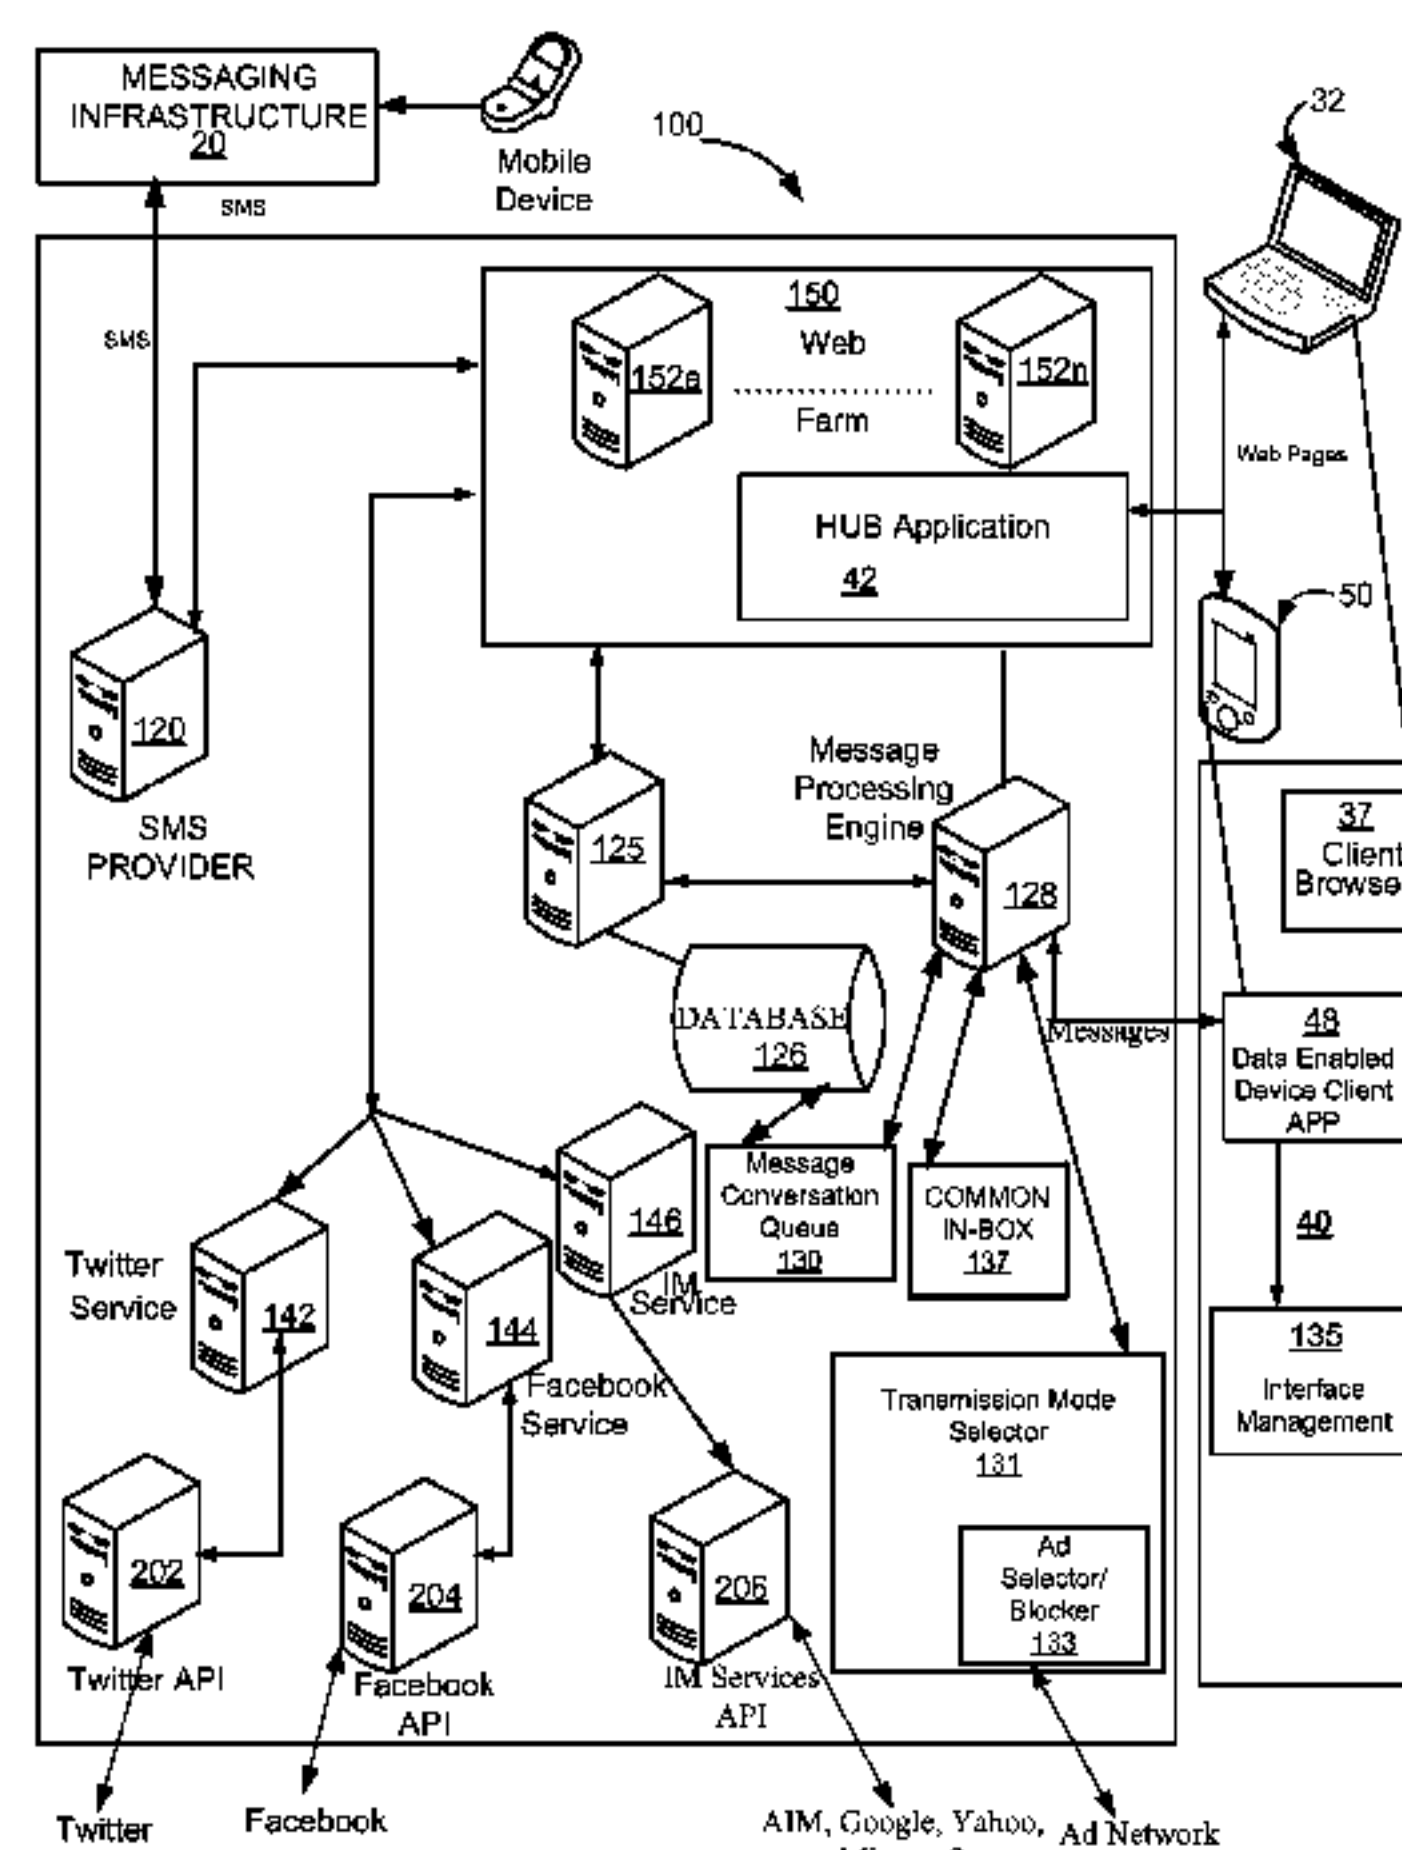 MESSAGING
INFRASTRUCTURE
20
Mobile
Device
100
32
SMS
SMS
150
Web
152a
152n
Farm
Web Pages
HUB Application
42
50
120
SMS
PROVIDER
Message
Processing
Engine
125
128
37
Client
Browse
DATABASE
126
Messages
48
Data Enabled
Device Client
APP
Message
Conversation
Queue
130
COMMON
IN-BOX
137
40
146
IM
Service
Twitter
Service
142
144
Facebook
Service
135
Interface
Management
Transmission Mode
Selector
131
Ad
Selector/
Blocker
133
202
Twitter API
204
Facebook
API
206
IM Services
API
Twitter
Facebook
AIM, Google, Yahoo,
Ad Network